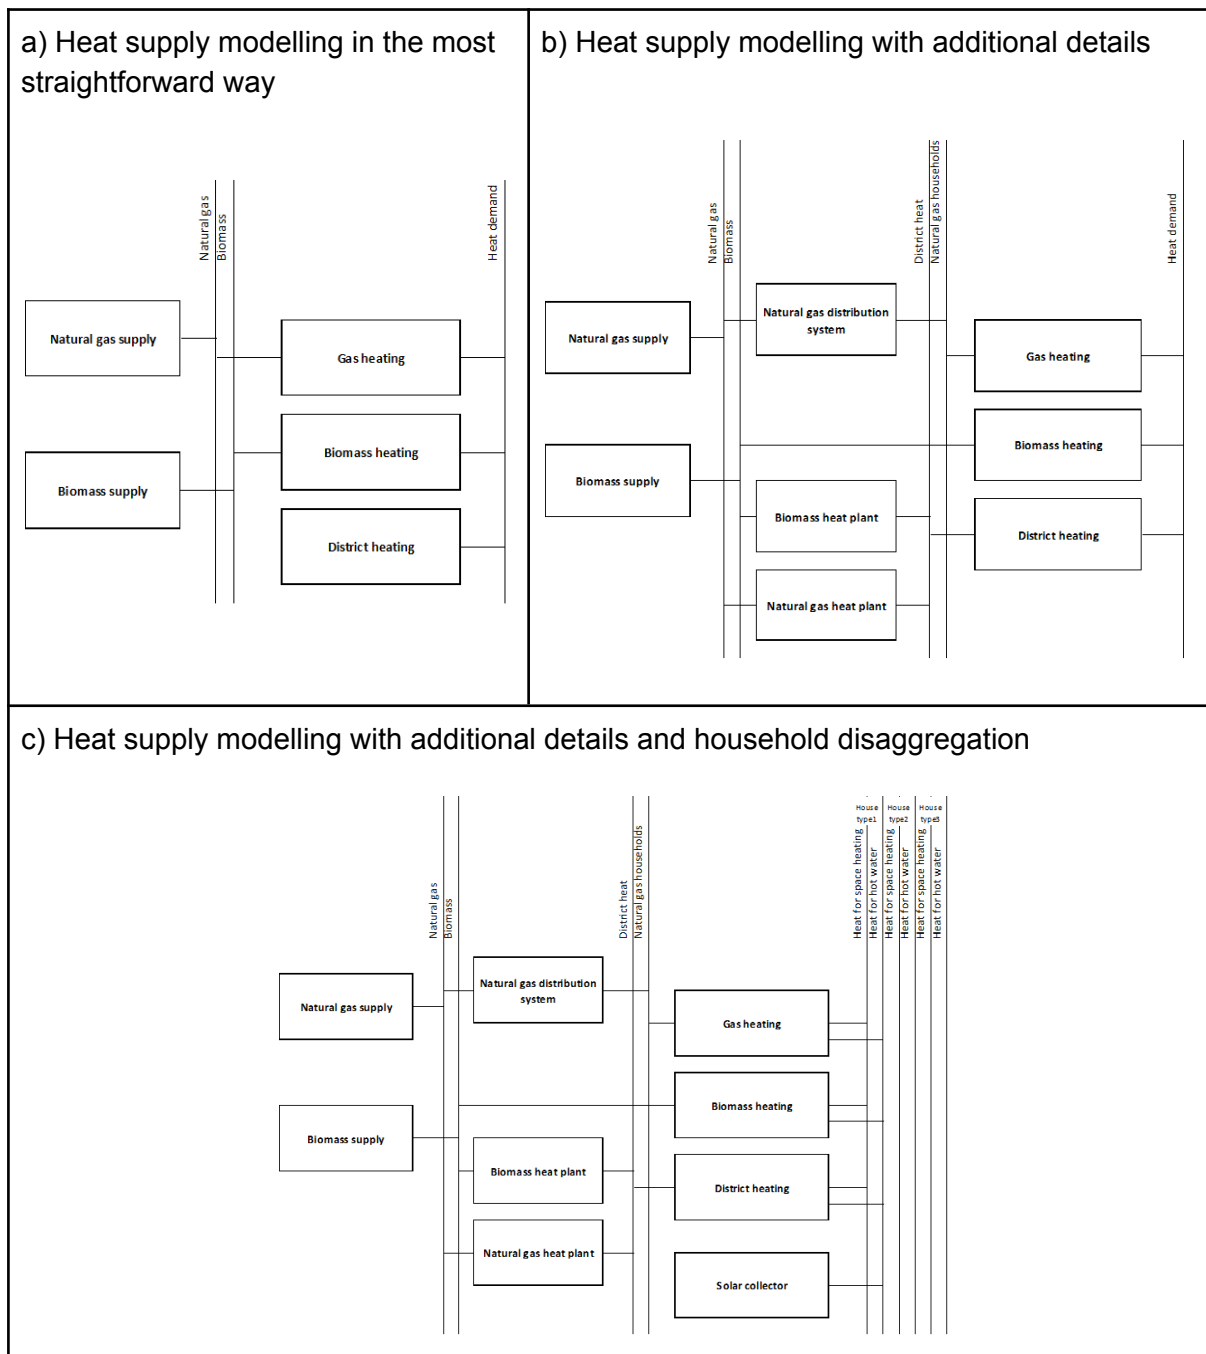 a) Heat supply modelling in the most
straightforward way
Natural gas
Biomass
Heat demand
Natural gas supply
Gas heating
Biomass heating
Biomass supply
District heating
b) Heat supply modelling with additional details
Natural gas
Biomass
District heat
Natural gas households
Heat demand
Natural gas distribution
system
Natural gas supply
Gas heating
Biomass heating
Biomass supply
Biomass heat plant
District heating
Natural gas heat plant
c) Heat supply modelling with additional details and household disaggregation
House
type1
House
type2
House
type3
Natural gas
Biomass
District heat
Natural gas households
Heat for space heating
Heat for hot water
Heat for space heating
Heat for hot water
Heat for space heating
Heat for hot water
Natural gas distribution
system
Natural gas supply
Gas heating
Biomass heating
Biomass supply
Biomass heat plant
District heating
Natural gas heat plant
Solar collector